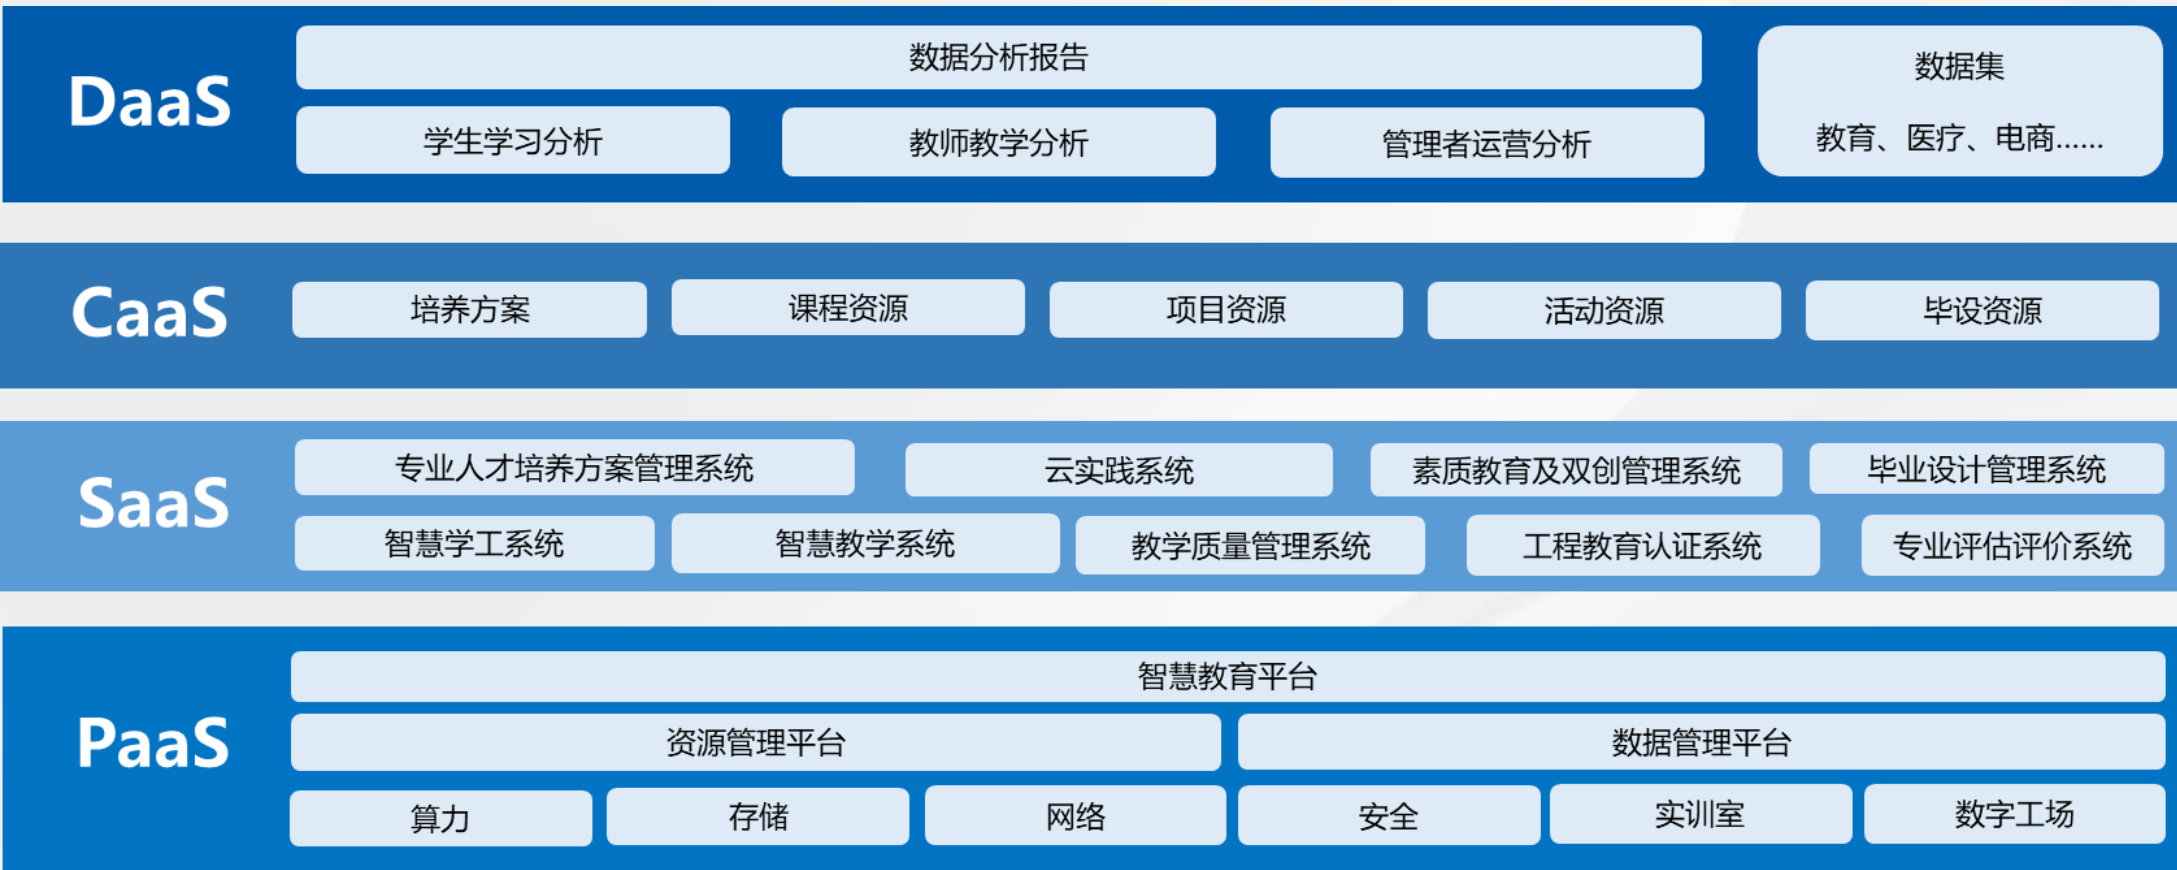 DaaS
数据分析报告
学生学习分析
教师教学分析
管理者运营分析
数据集
教育、医疗、电商......
CaaS
培养方案
课程资源
项目资源
活动资源
毕设资源
SaaS
专业人才培养方案管理系统
云实践系统
素质教育及双创管理系统
毕业设计管理系统
智慧学工系统
智慧教学系统
教学质量管理系统
工程教育认证系统
专业评估评价系统
PaaS
智慧教育平台
资源管理平台
数据管理平台
算力
存储
网络
安全
实训室
数字工场